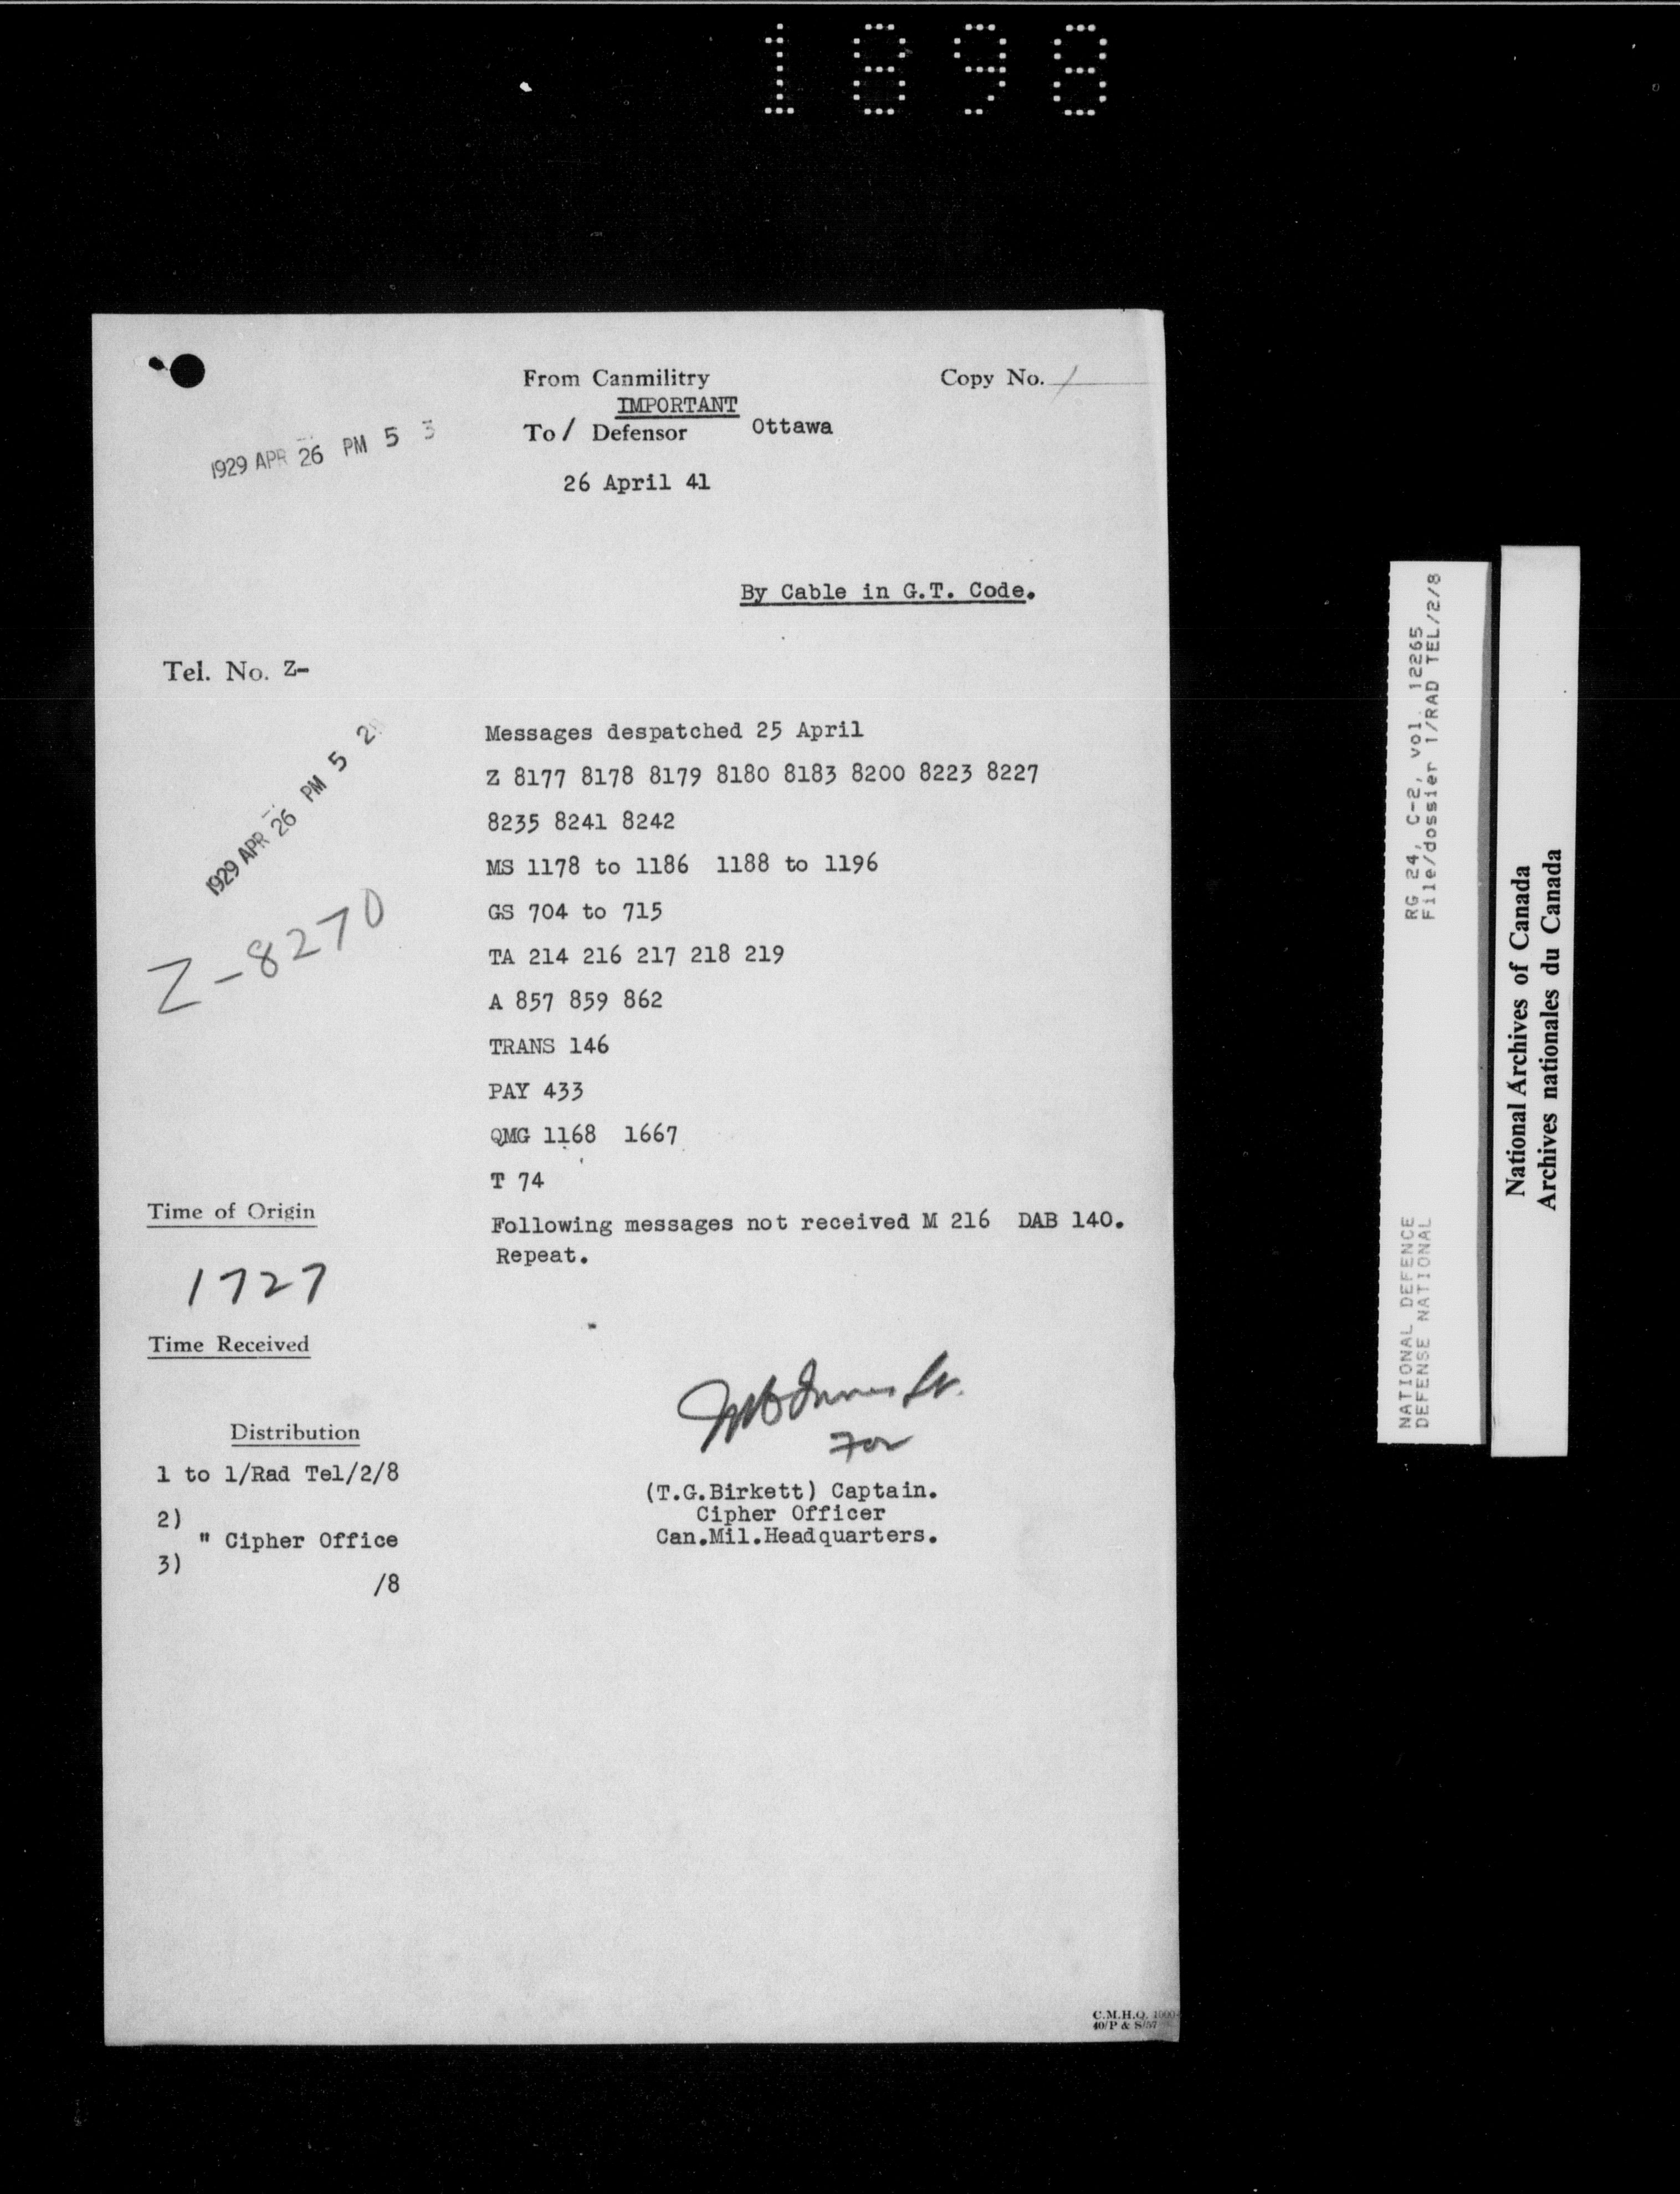 1898
From Canmilitry
Copy No. 1
IMPORTANT
To / Defensor Ottawa
1929 APR 26 PM 5 3
26 April 41
By Cable in G.T. Code.
Tel. No. Z-
1929 APR 26 PM 5
Z-8270
Messages despatched 25 April
Z 8177 8178 8179 8180 8183 8200 8223 8227
8235 8241 8242
MS 1178 to 1186 1188 to 1196
GS 704 to 715
TA 214 216 217 218 219
A 857 859 862
TRANS 146
PAY 433
QMG 1168 1667
T 74
Following messages not received M 216 DAB 140.
Repeat.
Time of Origin
1727
Time Received
for
(T.G.Birkett) Captain.
Cipher Officer
Can.Mil.Headquarters.
Distribution
1 to 1/Rad Tel/2/8
2)
" Cipher Office
3)
/8
C.M.H.Q. 1000
40/P & S/57
NATIONAL DEFENCE RG 24, C-2, vol. 12265
DEFENSE NATIONAL File/dossier 1/RAD TEL/2/8
National Archives of Canada
Archives nationales du Canada